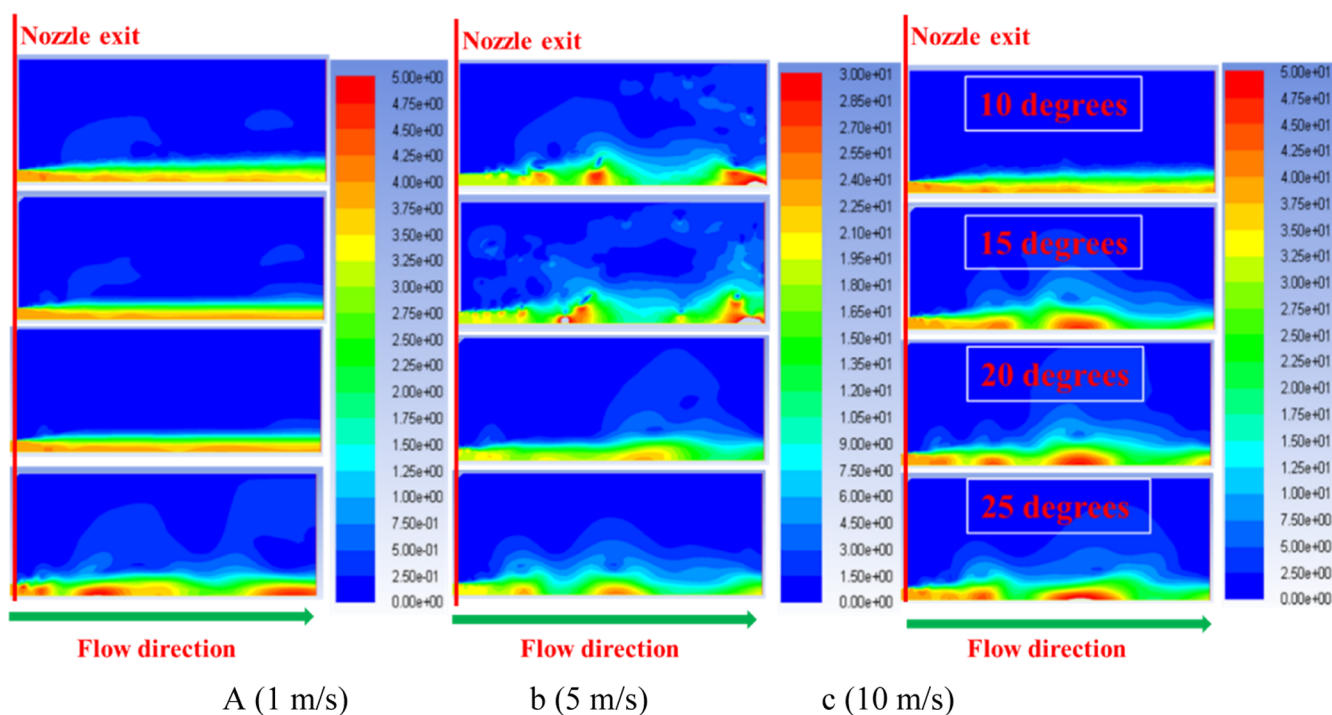 Nozzle exit
5.00e+00
4.75e+00
4.50e+00
4.25e+00
4.00e+00
3.75e+00
3.50e+00
3.25e+00
3.00e+00
2.75e+00
2.50e+00
2.25e+00
2.00e+00
1.75e+00
1.50e+00
1.25e+00
1.00e+00
7.50e-01
5.00e-01
2.50e-01
0.00e+00
Flow direction
Nozzle exit
3.00e+01
2.85e+01
2.70e+01
2.55e+01
2.40e+01
2.25e+01
2.10e+01
1.95e+01
1.80e+01
1.65e+01
1.50e+01
1.35e+01
1.20e+01
1.05e+01
9.00e+00
7.50e+00
6.00e+00
4.50e+00
3.00e+00
1.50e+00
0.00e+00
Flow direction
Nozzle exit
10 degrees
15 degrees
20 degrees
25 degrees
5.00e+01
4.75e+01
4.50e+01
4.25e+01
4.00e+01
3.75e+01
3.50e+01
3.25e+01
3.00e+01
2.75e+01
2.50e+01
2.25e+01
2.00e+01
1.75e+01
1.50e+01
1.25e+01
1.00e+01
7.50e+00
5.00e+00
2.50e+00
0.00e+00
Flow direction
A (1 m/s) b (5 m/s) c (10 m/s)